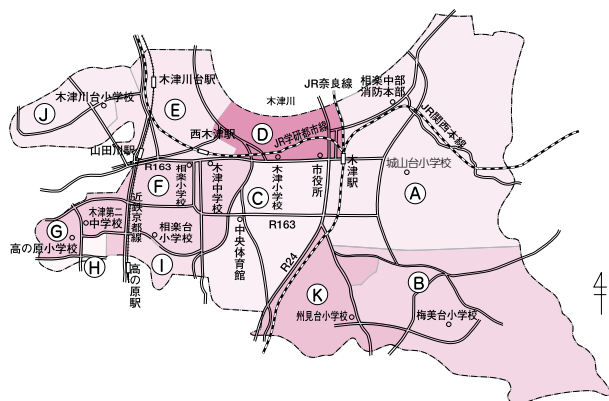 木津川台駅
木津川台小学校
J
E
木津川
JR奈良線
相楽中部
消防本部
D
JR学研都市線
西木津駅
JR関西本線
山田川駅
R163
相楽小学校
木津中学校
木津小学校
市役所
木津駅
城山台小学校
A
F
C
近鉄京都線
木津第二
中学校
相楽台
小学校
G
高の原小学校
H
I
高の原駅
中央体育館
R163
R24
K
州見台小学校
B
梅美台小学校
4